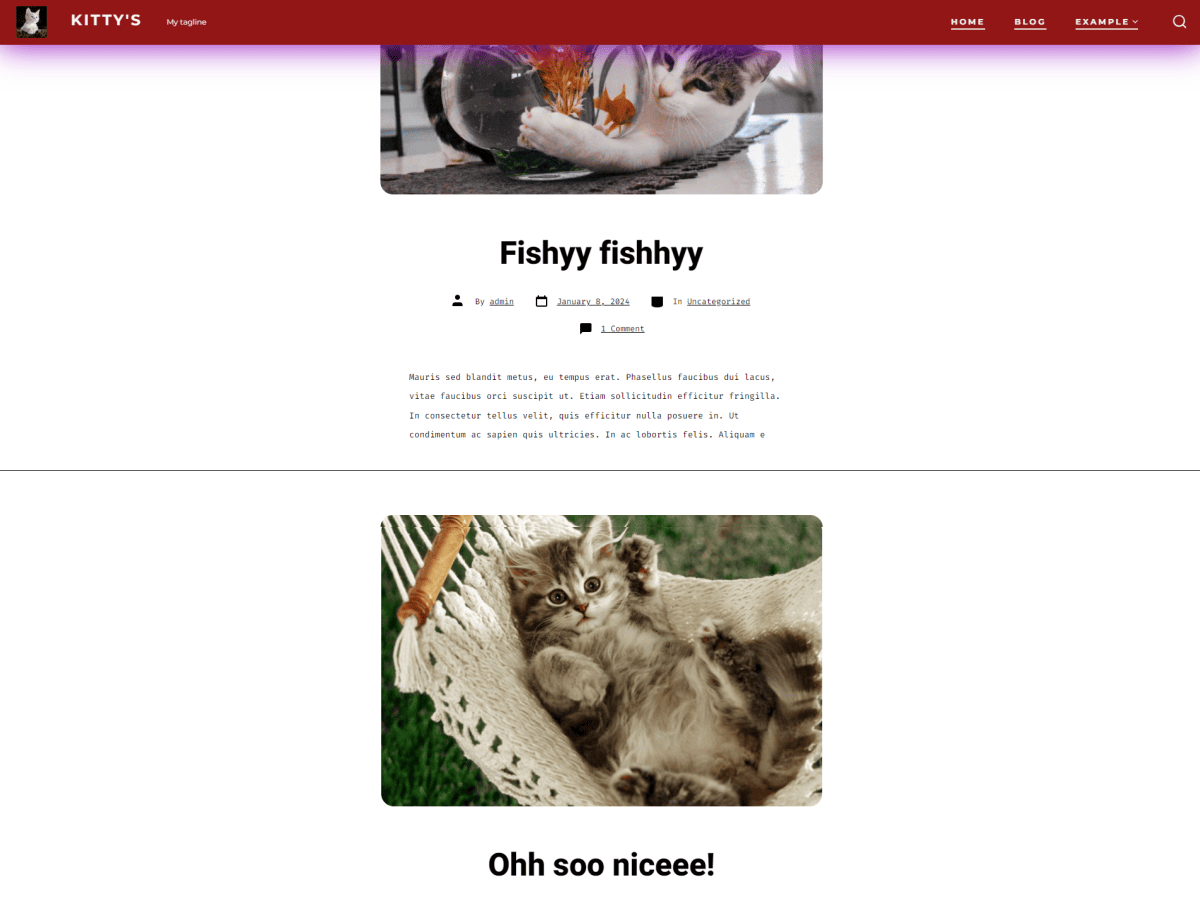 KITTY'S My tagline HOME BLOG EXAMPLE
Fishyy fishhyy
By admin January 8, 2024 In Uncategorized
1 Comment
Mauris sed blandit metus, eu tempus erat. Phasellus faucibus dui lacus,
vitae faucibus orci suscipit ut. Etiam sollicitudin efficitur fringilla.
In consectetur tellus velit, quis efficitur nulla posuere in. Ut
condimentum ac sapien quis ultricies. In ac lobortis felis. Aliquam e
Ohh soo niceee!